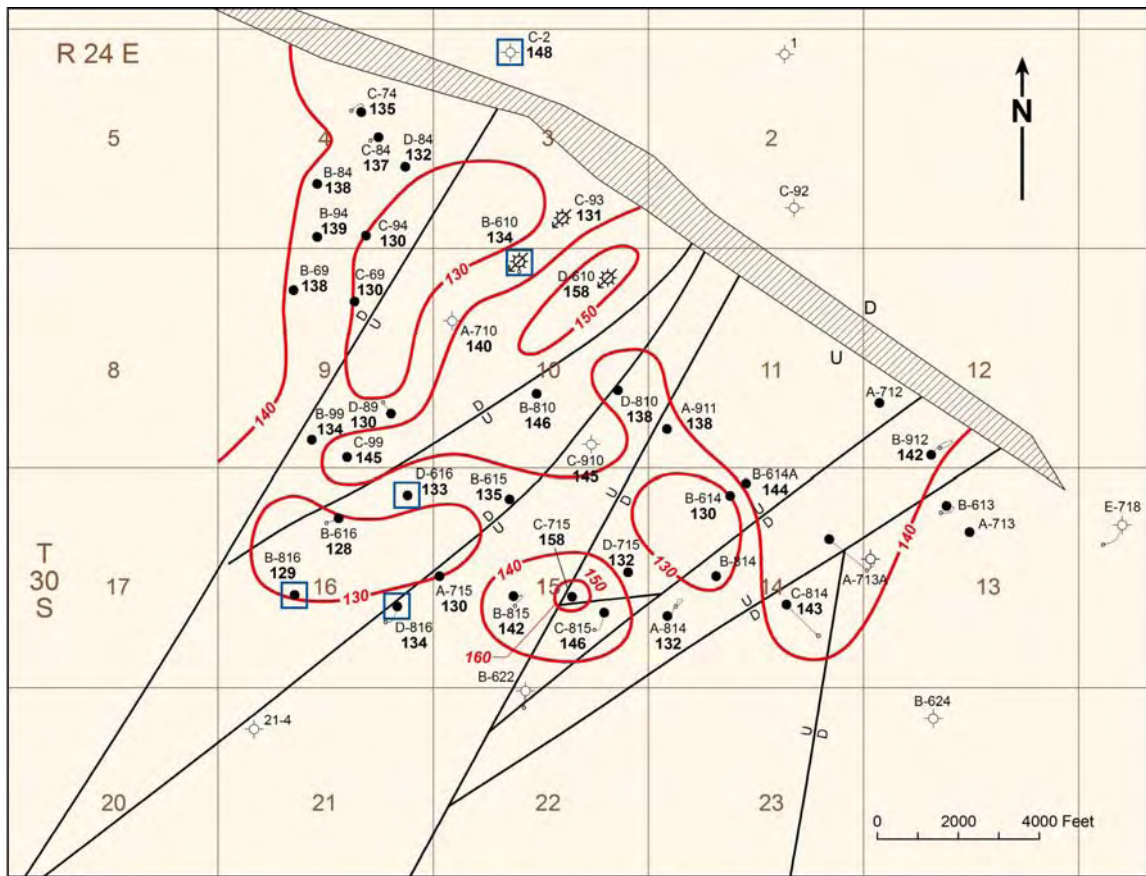 R 24 E
C-2
148
1
N
C-74
135
5
4
3
2
C-84
137
D-84
132
B-84
138
C-92
C-93
131
B-94
139
C-94
130
B-610
134
130
B-69
138
C-69
130
D-610
158
150
D
U
D
U
A-710
140
8
9
10
11
12
140
D-89
130
D
U
B-810
146
D-810
138
A-911
138
A-712
B-99
134
C-99
145
C-910
145
B-912
142
D-616
133
B-615
135
D
U
U
D
B-614A
144
B-614
130
U
D
B-613
A-713
E-718
140
T
30
S
17
B-616
128
B-816
129
16
130
A-715
130
D-816
134
C-715
158
D-715
132
140
15
150
B-815
142
C-815
146
160
130
B-814
14
A-814
132
U
D
A-713A
C-814
143
13
B-622
21-4
B-624
U
D
20
21
22
23
0 2000 4000 Feet